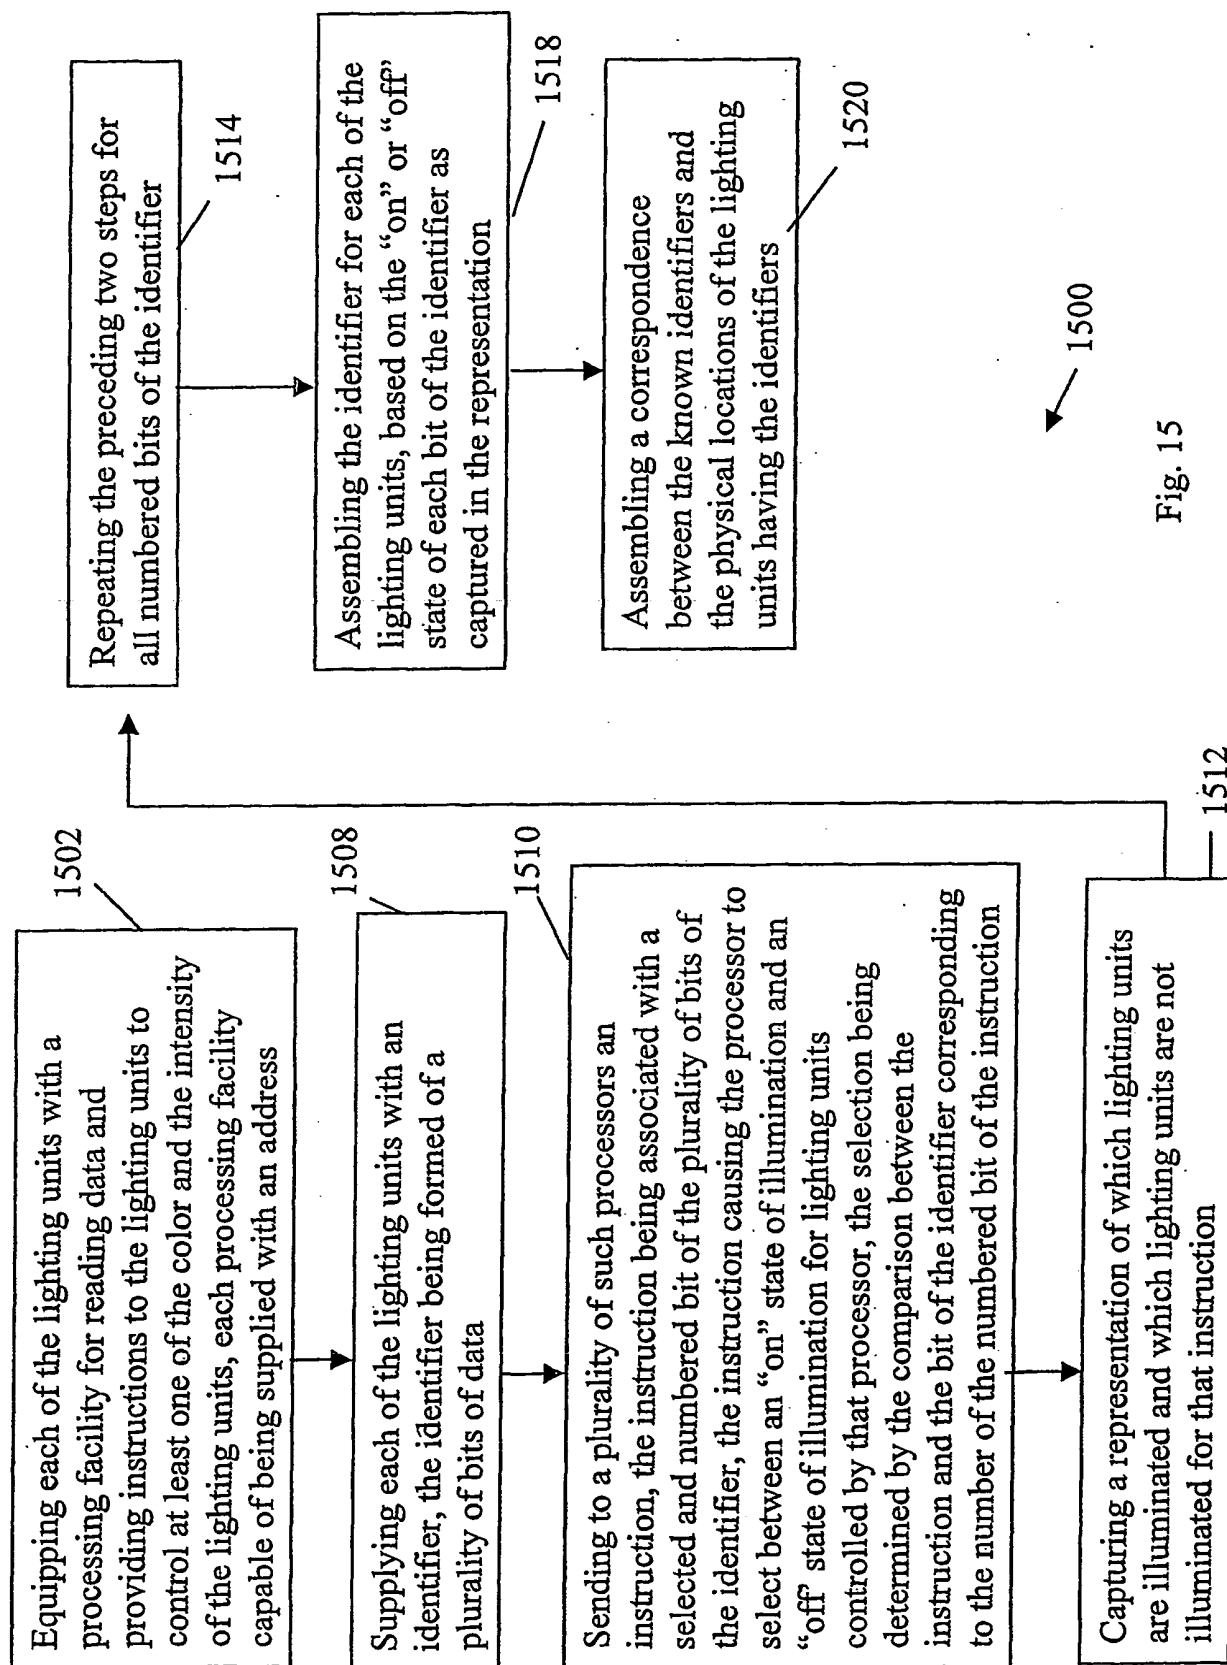 Equipping each of the lighting units with a
processing facility for reading data and
providing instructions to the lighting units to
control at least one of the color and the intensity
of the lighting units, each processing facility
capable of being supplied with an address
1502
Supplying each of the lighting units with an
identifier, the identifier being formed of a
plurality of bits of data
1508
Sending to a plurality of such processors an
instruction, the instruction being associated with a
selected and numbered bit of the plurality of bits of
the identifier, the instruction causing the processor to
select between an “on” state of illumination and an
“off” state of illumination for lighting units
controlled by that processor, the selection being
determined by the comparison between the
instruction and the bit of the identifier corresponding
to the number of the numbered bit of the instruction
1510
Capturing a representation of which lighting units
are illuminated and which lighting units are not
illuminated for that instruction
1512
Repeating the preceding two steps for
all numbered bits of the identifier
1514
Assembling the identifier for each of the
lighting units, based on the “on” or “off”
state of each bit of the identifier as
captured in the representation
1518
Assembling a correspondence
between the known identifiers and
the physical locations of the lighting
units having the identifiers
1520
1500
Fig. 15